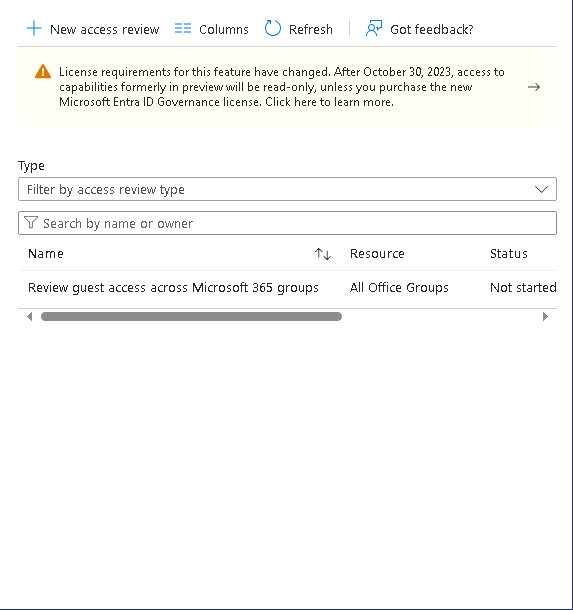 New access review Columns Refresh Got feedback?
License requirements for this feature have changed. After October 30, 2023, access to
capabilities formerly in preview will be read-only, unless you purchase the new
Microsoft Entra ID Governance license. Click here to learn more.
Type
Filter by access review type
Search by name or owner
Name Resource Status
Review guest access across Microsoft 365 groups All Office Groups Not started